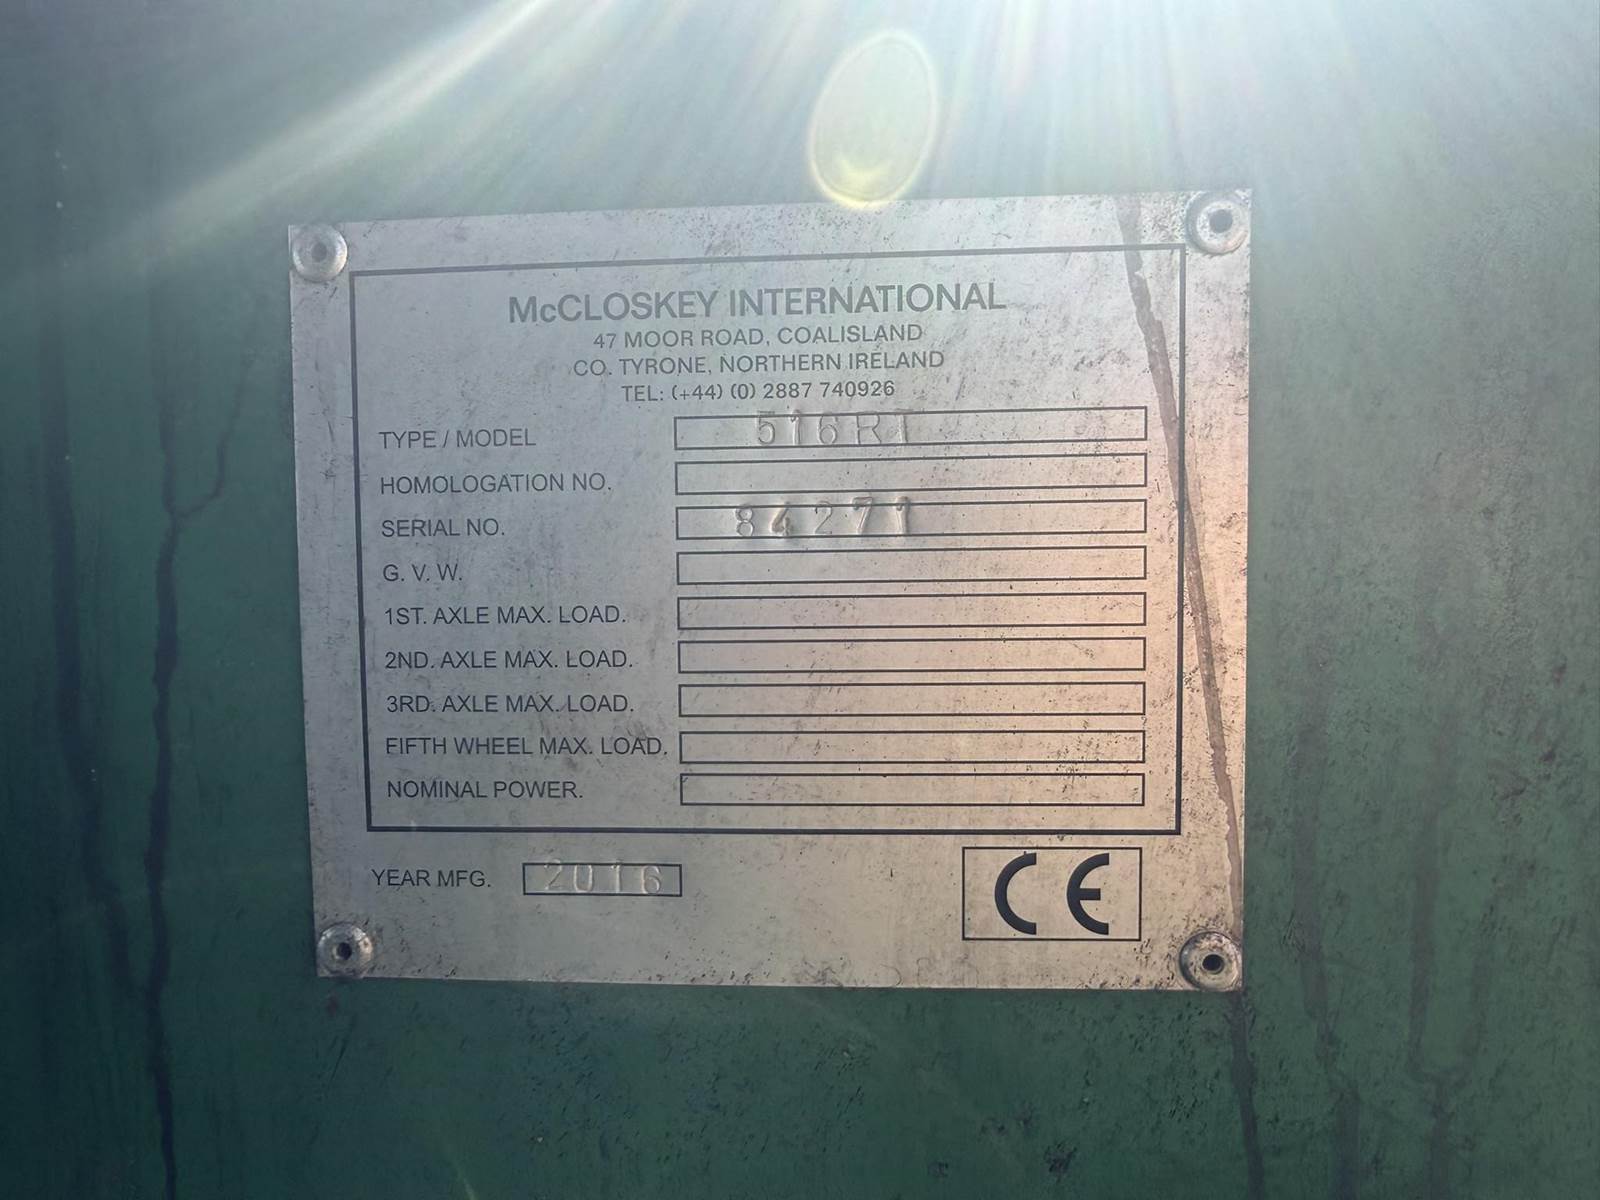 McCLOSKEY INTERNATIONAL
47 MOOR ROAD, COALISLAND
CO. TYRONE, NORTHERN IRELAND
TEL: (+44) (0) 2887 740926
TYPE / MODEL 516RT
HOMOLOGATION NO.
SERIAL NO. 84271
G. V. W.
1ST. AXLE MAX. LOAD.
2ND. AXLE MAX. LOAD.
3RD. AXLE MAX. LOAD.
FIFTH WHEEL MAX. LOAD.
NOMINAL POWER.
YEAR MFG. 2016
CE